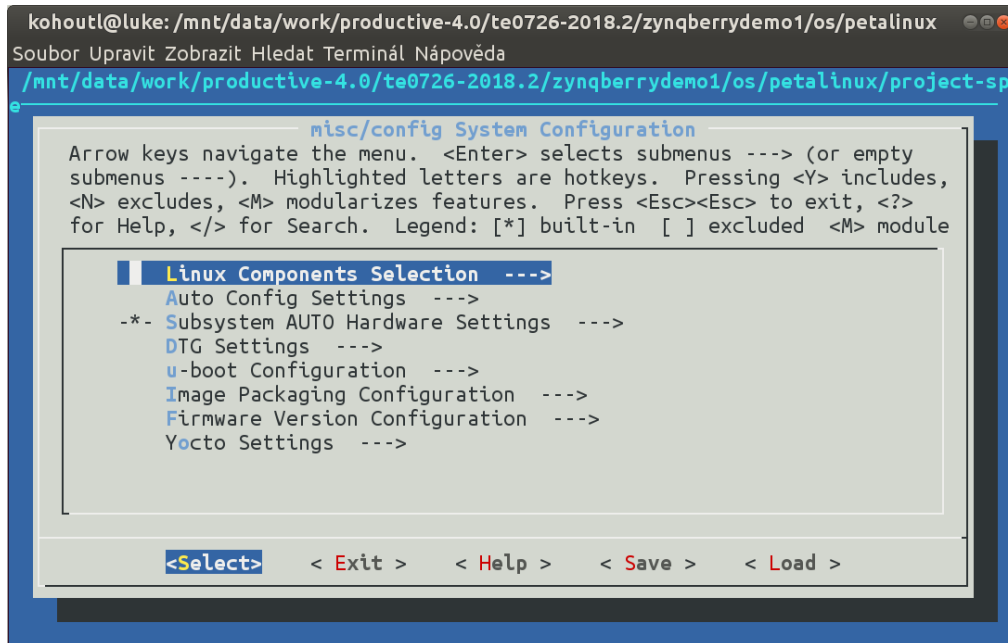 kohoutl@luke: /mnt/data/work/productive-4.0/te0726-2018.2/zynqberrydemo1/os/petalinux
Soubor Upravit Zobrazit Hledat Terminál Nápověda
/mnt/data/work/productive-4.0/te0726-2018.2/zynqberrydemo1/os/petalinux/project-sp
e
misc/config System Configuration
Arrow keys navigate the menu.  <Enter> selects submenus ---> (or empty
submenus ----).  Highlighted letters are hotkeys.  Pressing <Y> includes,
<N> excludes, <M> modularizes features.  Press <Esc><Esc> to exit, <?>
for Help, </> for Search.  Legend: [*] built-in  [ ] excluded  <M> module
Linux Components Selection  --->
Auto Config Settings  --->
-*- Subsystem AUTO Hardware Settings  --->
DTG Settings  --->
u-boot Configuration  --->
Image Packaging Configuration  --->
Firmware Version Configuration  --->
Yocto Settings  --->
<Select>    < Exit >    < Help >    < Save >    < Load >